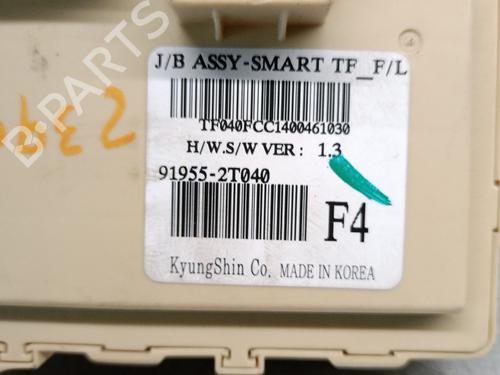 J/B ASSY-SMART TF_F/L
TF040FCC1400461030
H/W.S/W VER : 1.3
91955-2T040
F4
KyungShin Co. MADE IN KOREA
B-PARTS